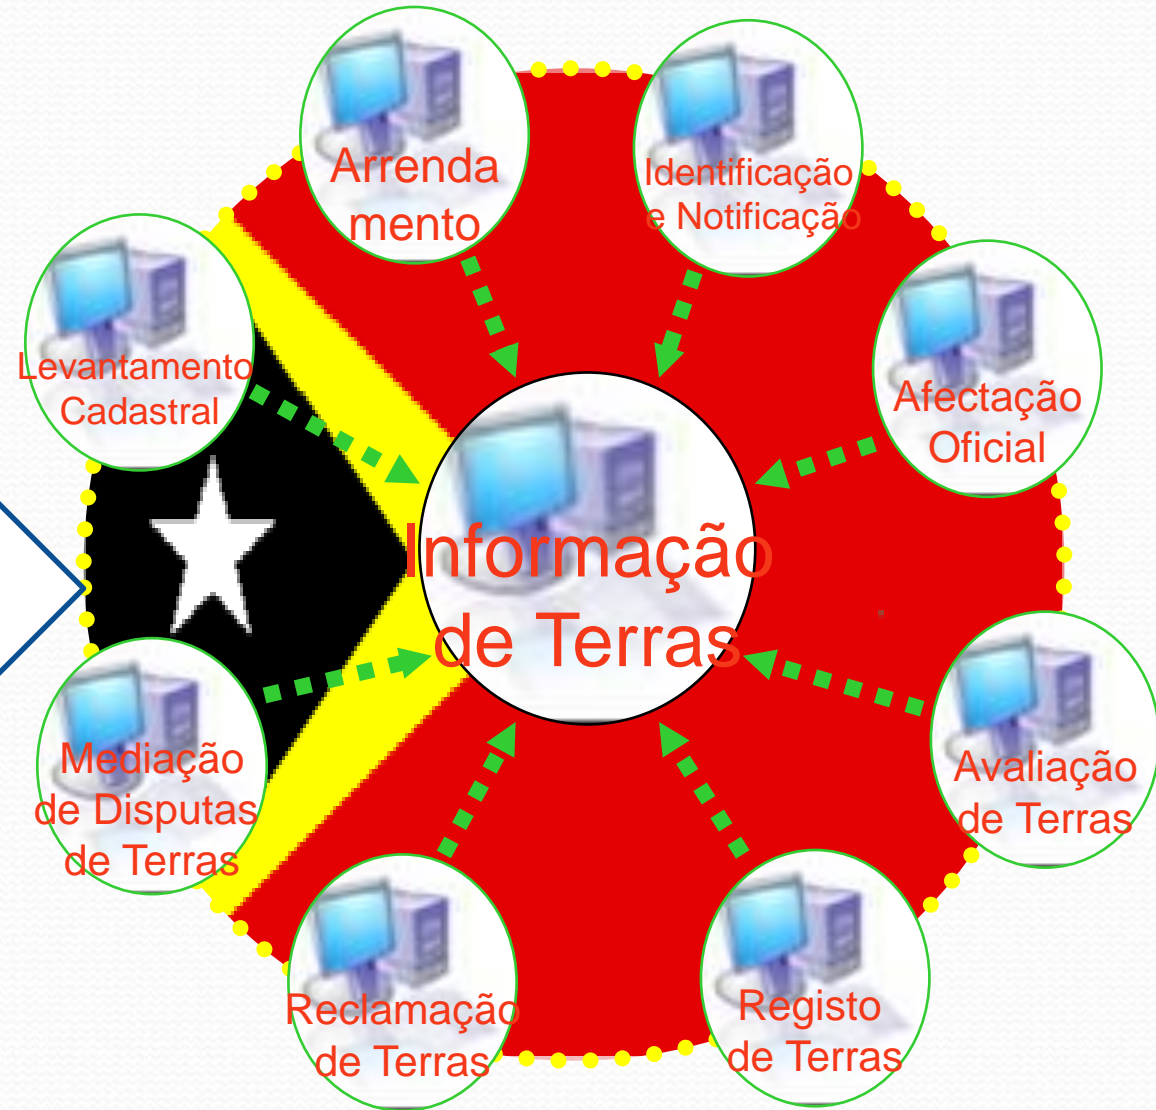 Arrenda
mento
Identificação
e Notificação
Levantamento
Cadastral
Afectação
Oficial
Informação
de Terras
Mediação
de Disputas
de Terras
Avaliação
de Terras
Reclamação
de Terras
Registo
de Terras